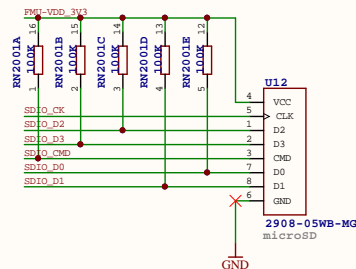 FMU-VDD_3V3
16 15 14 13 12
RN2001A 100K
RN2001B 100K
RN2001C 100K
RN2001D 100K
RN2001E 100K
1 2 3 4 5
U12
4 VCC
SDIO_CK 5 CLK
SDIO_D2 1 D2
SDIO_D3 2 D3
SDIO_CMD 3 CMD
SDIO_D0 7 D0
SDIO_D1 8 D1
6 GND
2908-05WB-MG
microSD
GND